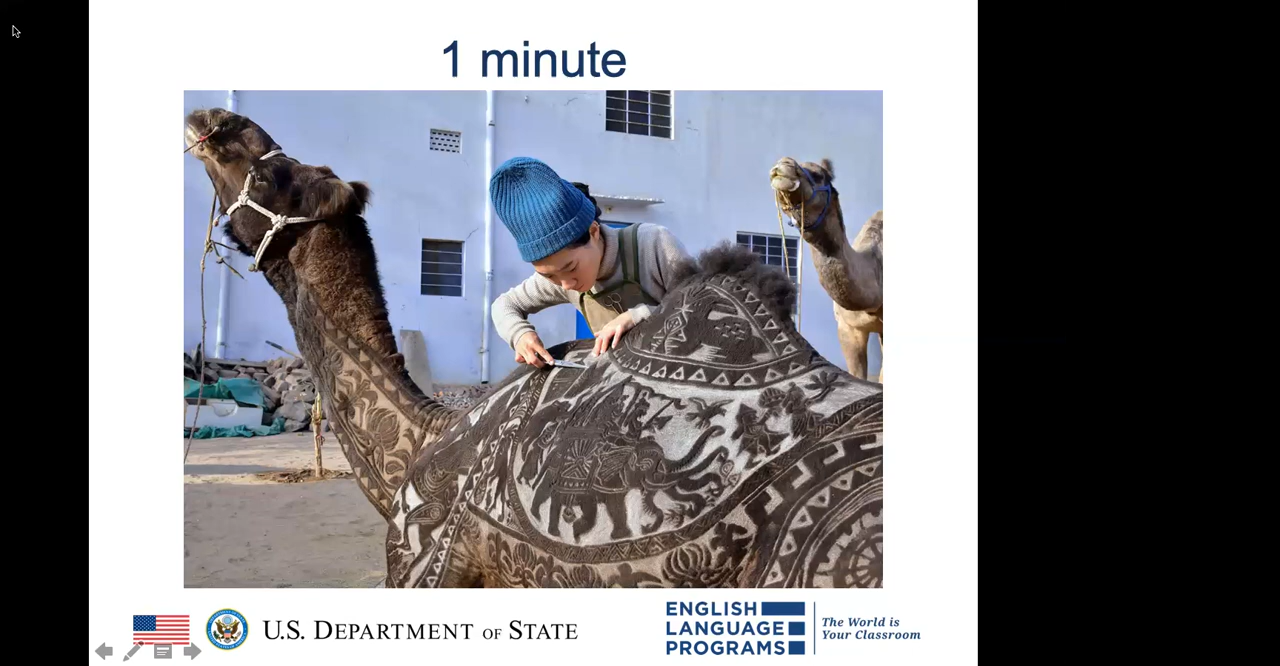 1 minute
U.S. DEPARTMENT OF STATE
ENGLISH
LANGUAGE
PROGRAMS
The World is
Your Classroom